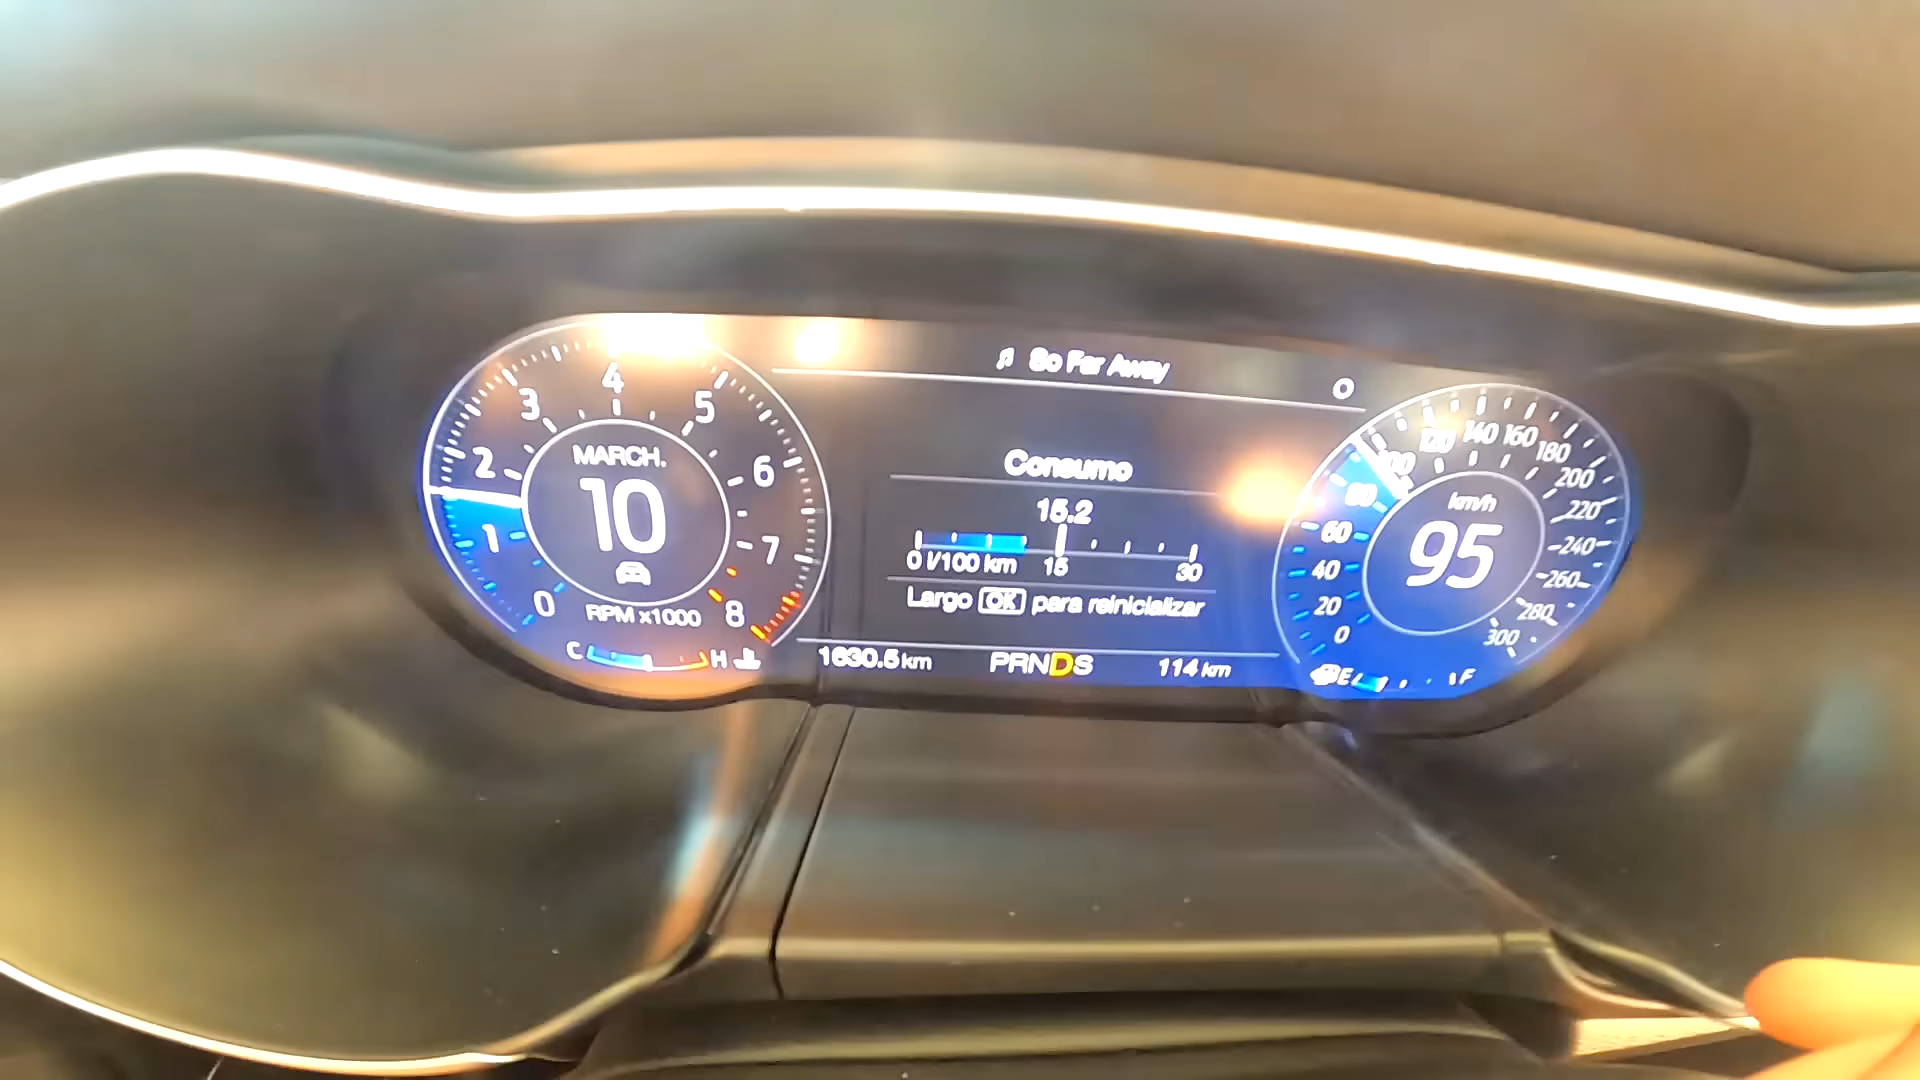 ♫ So Far Away
O
0 1 2 3 4 5 6 7 8
MARCH.
10
RPM x1000
C H
Consumo
15.2
0 l/100 km 15 30
Largo OK para reinicializar
1630.5 km PRNDS 114 km
0 20 40 60 80 100 120 140 160 180 200 220 240 260 280 300
km/h
95
E F